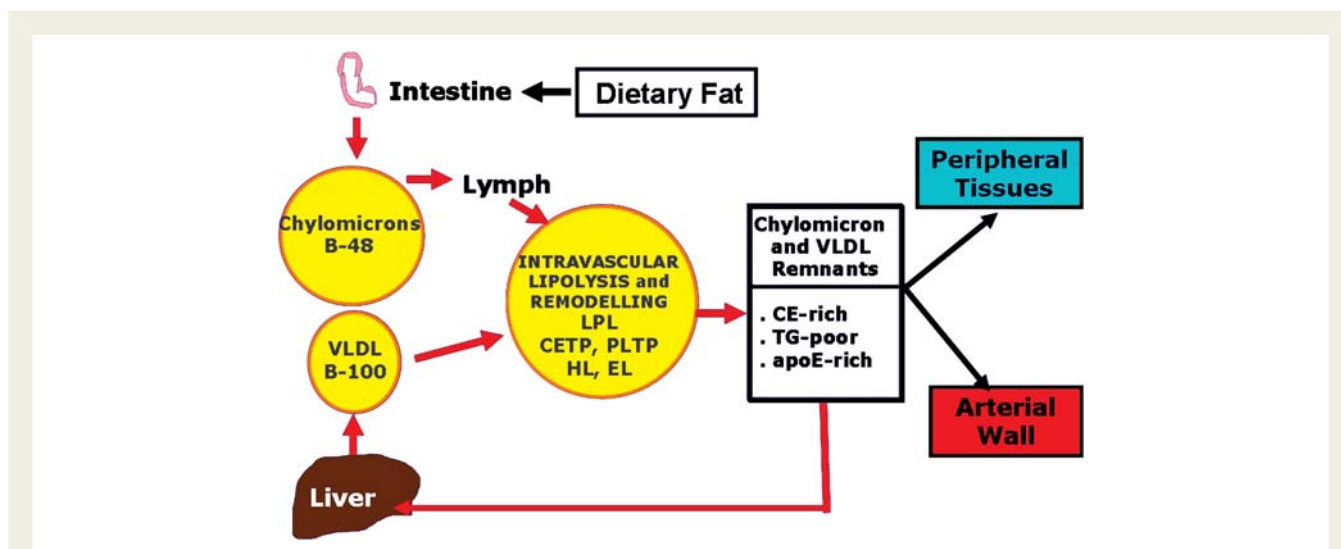 Intestine
Dietary Fat
Chylomicrons
B-48
Lymph
VLDL
B-100
Liver
INTRAVASCULAR
LIPOLYSIS and
REMODELLING
LPL
CETP, PLTP
HL, EL
Chylomicron
and VLDL
Remnants
. CE-rich
. TG-poor
. apoE-rich
Peripheral
Tissues
Arterial
Wall